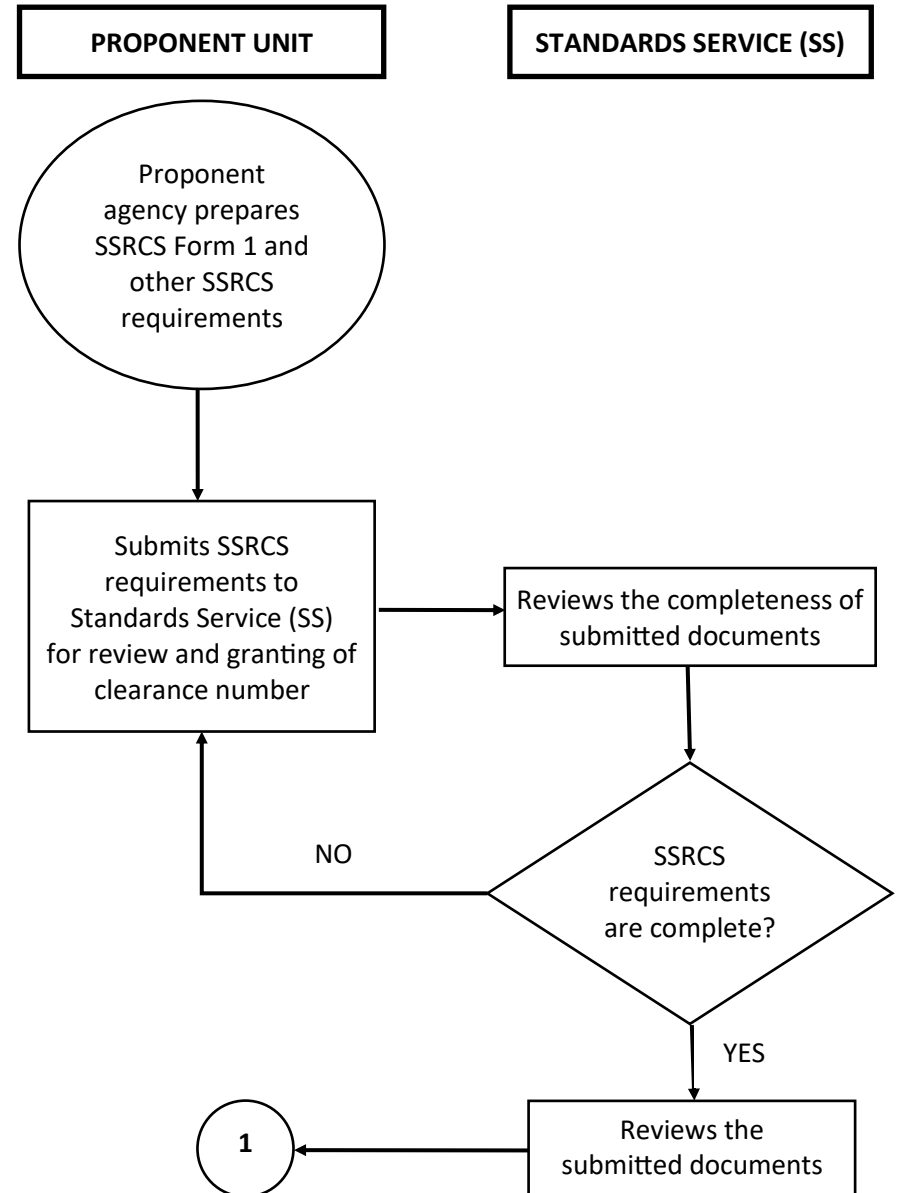 PROPONENT UNIT
STANDARDS SERVICE (SS)
Proponent
agency prepares
SSRCS Form 1 and
other SSRCS
requirements
Submits SSRCS
requirements to
Standards Service (SS)
for review and granting of
clearance number
Reviews the completeness of
submitted documents
NO
SSRCS
requirements
are complete?
YES
1
Reviews the
submitted documents